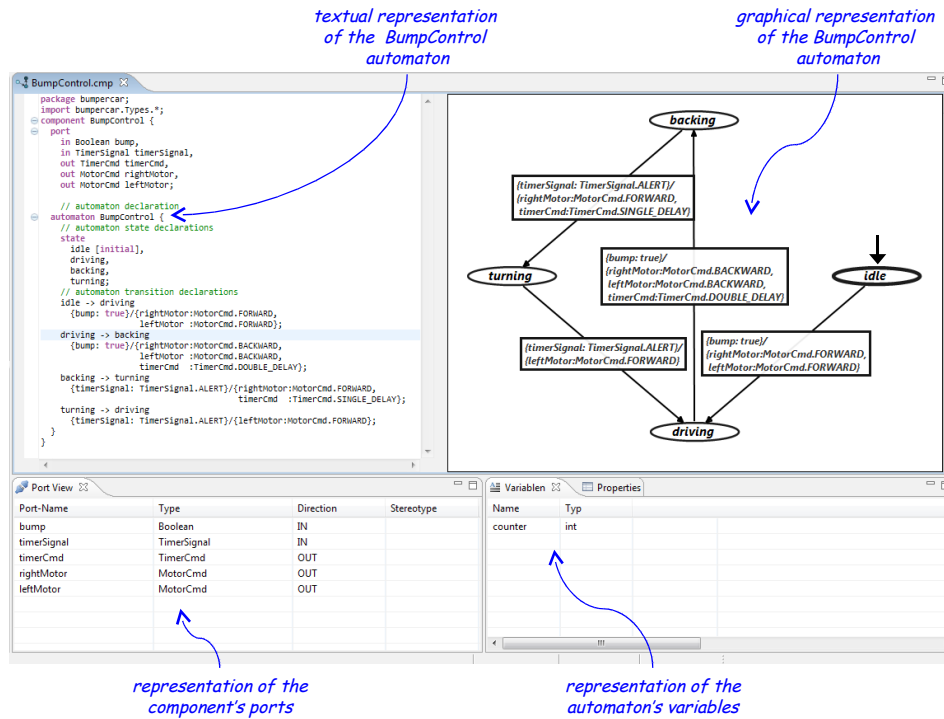 textual representation
of the BumpControl
automaton
graphical representation
of the BumpControl
automaton
BumpControl.cmp
package bumpercar;
import bumpercar.Types.*;
component BumpControl {
port
in Boolean bump,
in TimerSignal timerSignal,
out TimerCmd timerCmd,
out MotorCmd rightMotor,
out MotorCmd leftMotor;
// automaton declaration
automaton BumpControl {
// automaton state declarations
state
idle [initial],
driving,
backing,
turning;
// automaton transition declarations
idle -> driving
{bump: true}/{rightMotor:MotorCmd.FORWARD,
leftMotor :MotorCmd.FORWARD};
driving -> backing
{bump: true}/{rightMotor :MotorCmd.BACKWARD,
leftMotor :MotorCmd.BACKWARD,
timerCmd :TimerCmd.DOUBLE_DELAY};
backing -> turning
{timerSignal: TimerSignal.ALERT}/{rightMotor:MotorCmd.FORWARD,
timerCmd :TimerCmd.SINGLE_DELAY};
turning -> driving
{timerSignal: TimerSignal.ALERT}/{leftMotor:MotorCmd.FORWARD};
}
}
backing
{timerSignal: TimerSignal.ALERT}/
{rightMotor:MotorCmd.FORWARD,
timerCmd:TimerCmd.SINGLE_DELAY}
turning
{bump: true}/
{rightMotor:MotorCmd.BACKWARD,
leftMotor:MotorCmd.BACKWARD,
timerCmd:TimerCmd.DOUBLE_DELAY}
idle
{timerSignal: TimerSignal.ALERT}/
{leftMotor:MotorCmd.FORWARD}
{bump: true}/
{rightMotor:MotorCmd.FORWARD,
leftMotor:MotorCmd.FORWARD}
driving
Port View
Port-Name Type Direction Stereotype
bump Boolean IN
timerSignal TimerSignal IN
timerCmd TimerCmd OUT
rightMotor MotorCmd OUT
leftMotor MotorCmd OUT
Variablen Properties
Name Typ
counter int
representation of the
component's ports
representation of the
automaton's variables